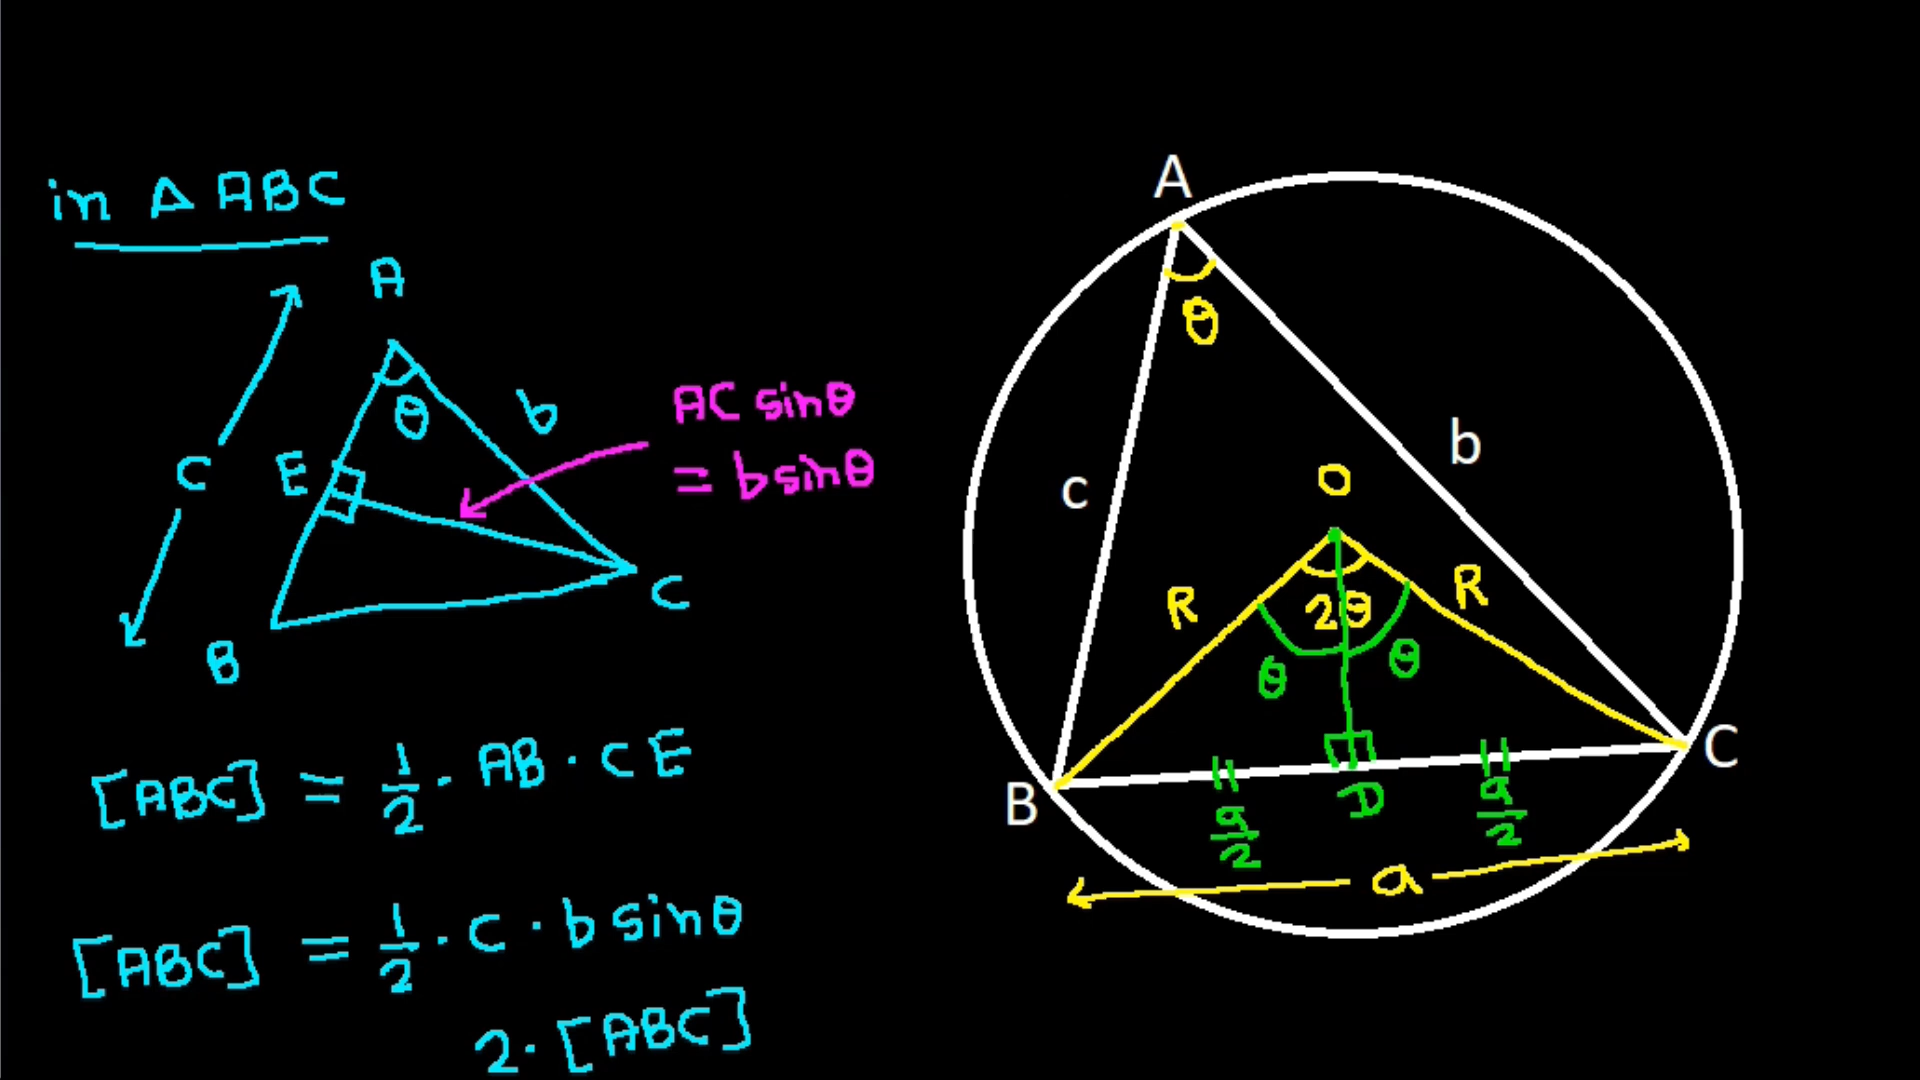 in Δ ABC
A
θ
b
AC sinθ
= b sinθ
C
E
B
C
[ABC] = 1/2 · AB · CE
[ABC] = 1/2 · C · b sinθ
2 · [ABC]
A
θ
c
b
O
R
R
2θ
θ
θ
B
D
C
a/2
a/2
a